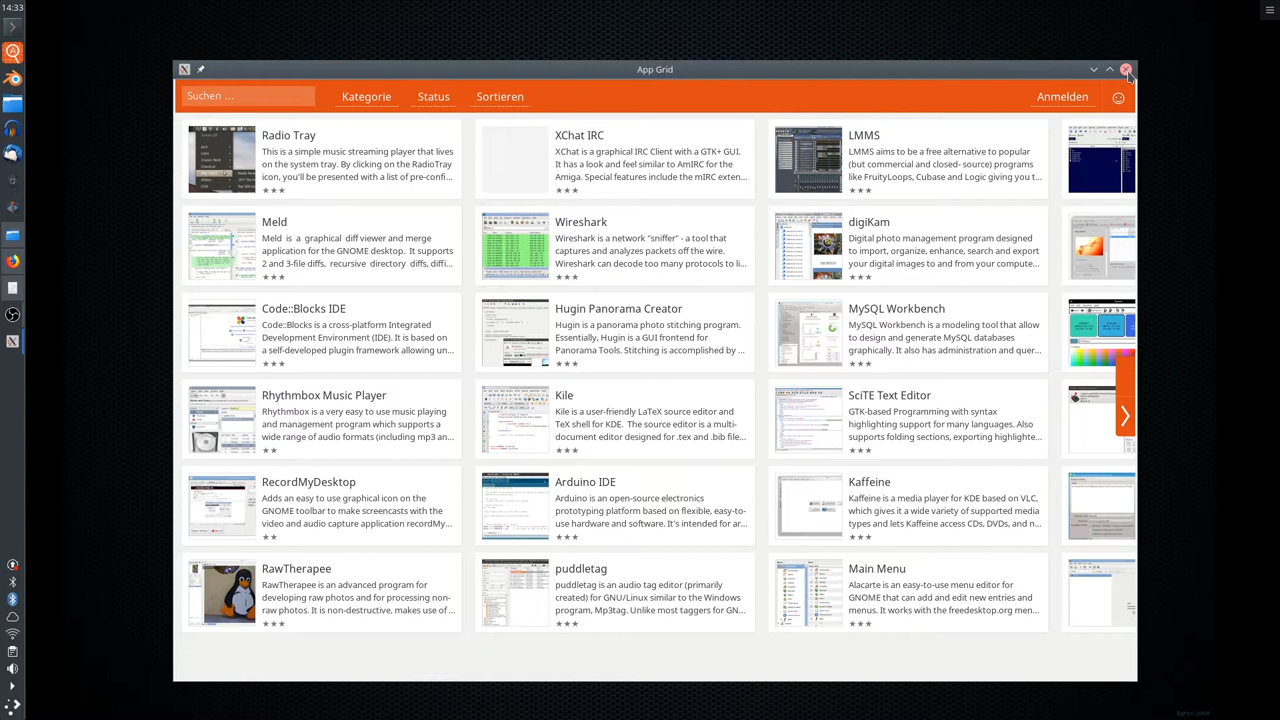 14:33
App Grid
Suchen ...
Kategorie
Status
Sortieren
Anmelden
Radio Tray
This is a simple music streaming player that lives
on the system tray. By clicking on the RadioTray
icon, you'll be presented with a list of pre-confi...
XChat IRC
XChat is a graphical IRC Client with a GTK+ GUI.
It has a look and feel similar to AmIRC for the
Amiga. Special features include the mIRC exten...
LMMS
LMMS aims to be a free alternative to popular
(but commercial and closed- source) programs
like FruityLoops, Cubase and Logic giving you t...
Meld
Meld is a graphical diff viewer and merge
application for the GNOME desktop. It supports
2 and 3-file diffs, recursive directory diffs, diffi...
Wireshark
Wireshark is a network "sniffer" - a tool that
captures and analyzes packets off the wire.
Wireshark can decode too many protocols to li...
digiKam
Digital photo management application designed
to import, organize, enhance, search and export
your digital images to and from your compute...
Code::Blocks IDE
Code::Blocks is a cross-platform Integrated
Development Environment (IDE). It is based on
a self-developed plugin framework allowing un...
Hugin Panorama Creator
Hugin is a panorama photo stitching program.
Essentially, Hugin is a GUI frontend for
Panorama Tools. Stitching is accomplished by ...
MySQL Workbench
MySQL Workbench is a modeling tool that allow
you to design and generate MySQL databases
graphically. It also has administration and quer...
Rhythmbox Music Player
Rhythmbox is a very easy to use music playing
and management program which supports a
wide range of audio formats (including mp3 an...
Kile
The shell for KDE. This source editor is a multi-
document editor designed for .tex and .bib file...
SciTE Text Editor
GTK-based Programmer's editor with syntax
highlighting support for many languages. Also
supports folding sections, exporting highlighte...
RecordMyDesktop
Adds an easy to use graphical icon on the
GNOME desktop to make screencasts with the
video and audio capture application recordMy...
Arduino IDE
Arduino is an open-source electronics
prototyping platform based on flexible, easy-to-
use hardware and software. It's intended for ar...
Kaffeine
kaffeine is a media player for KDE based on VLC,
which gives it a wide variety of supported media
types and effortless access to CDs, DVDs, and n...
RawTherapee
RawTherapee is an advanced program for
developing raw photos and for processing non-
raw photos. It is non-destructive, makes use of ...
puddletag
puddletag is an audio tag editor(primarily
created) for GNU/Linux similar to the Windows
program, Mp3tag. Unlike most taggers for GN...
Main Menu
Alacarte is an easy-to-use menu editor for
GNOME that can add and edit new entries and
menus. It works with the freedesktop.org men...